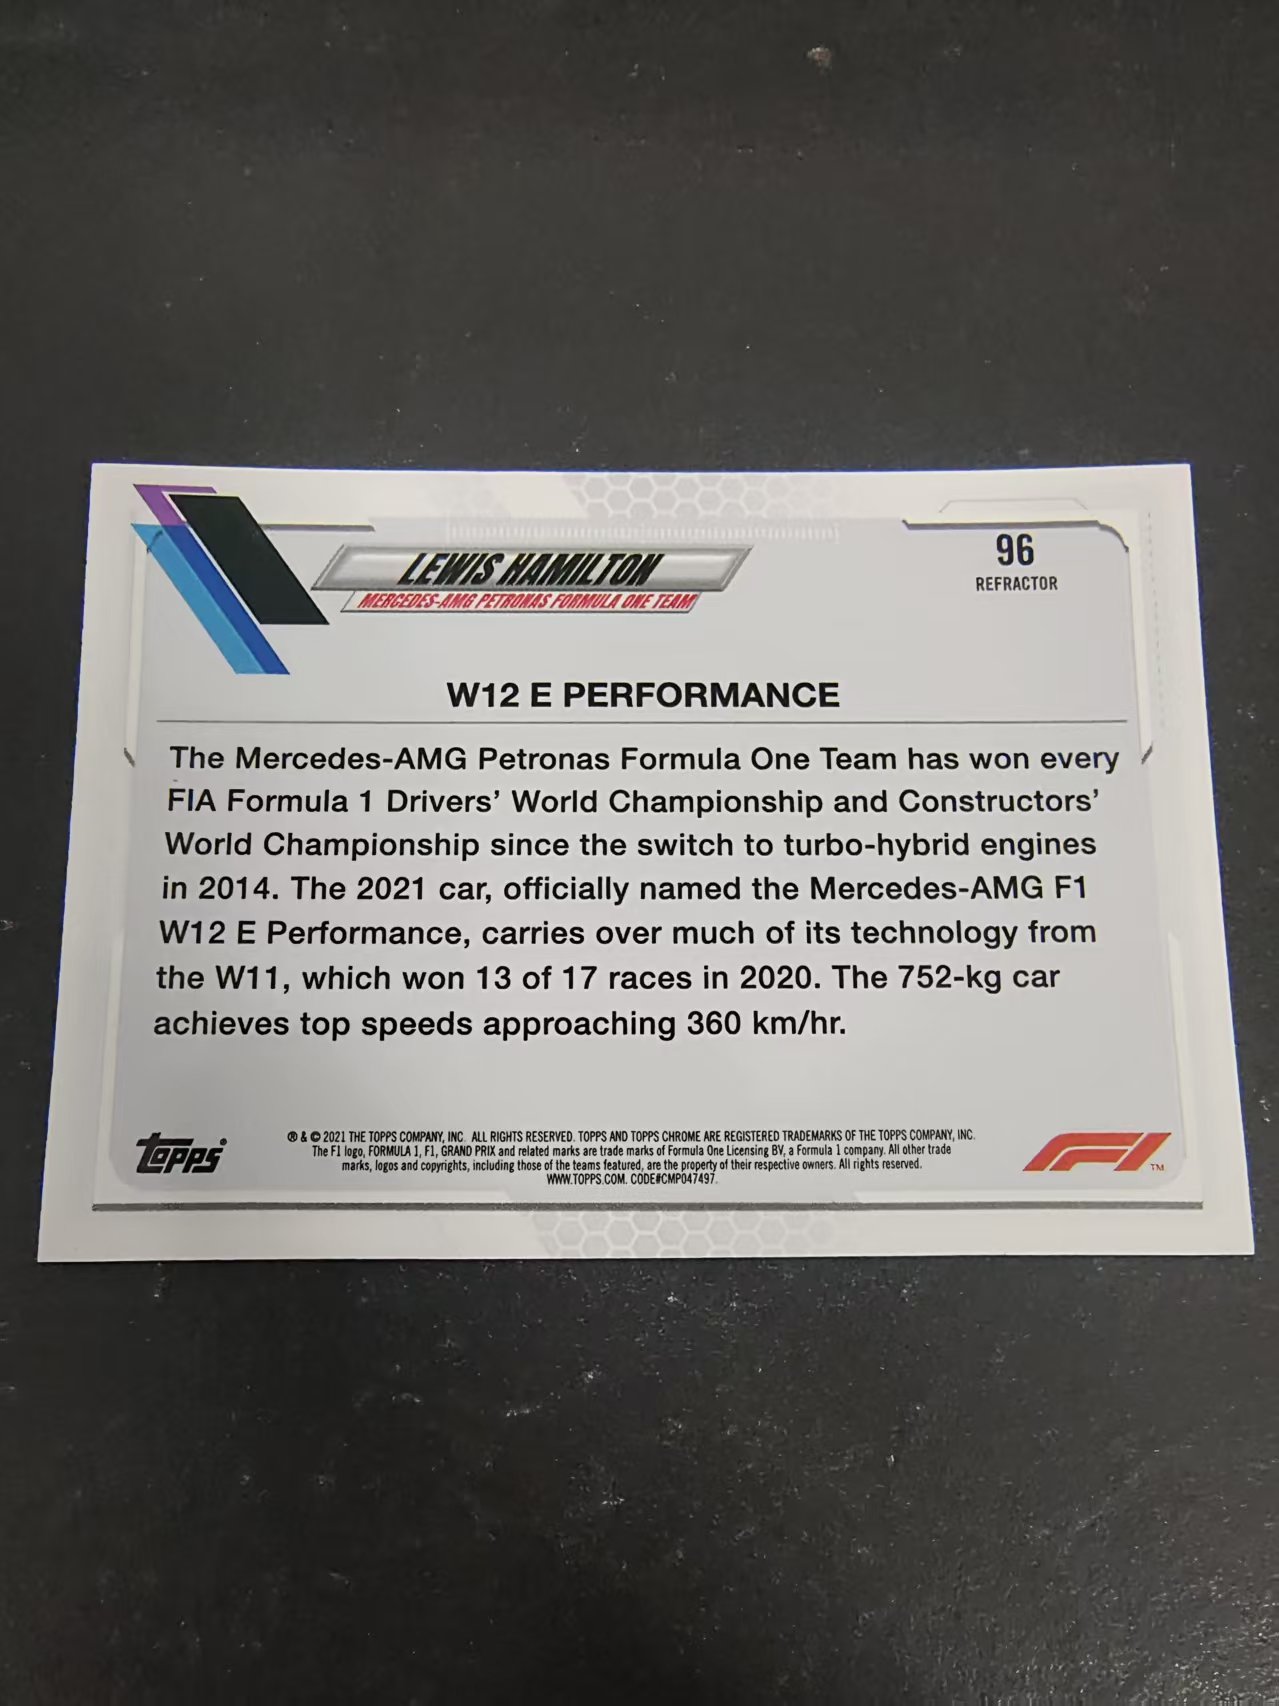 LEWIS HAMILTON
MERCEDES-AMG PETRONAS FORMULA ONE TEAM
96
REFRACTOR
W12 E PERFORMANCE
The Mercedes-AMG Petronas Formula One Team has won every
FIA Formula 1 Drivers' World Championship and Constructors'
World Championship since the switch to turbo-hybrid engines
in 2014. The 2021 car, officially named the Mercedes-AMG F1
W12 E Performance, carries over much of its technology from
the W11, which won 13 of 17 races in 2020. The 752-kg car
achieves top speeds approaching 360 km/hr.
Topps®
® & © 2021 THE TOPPS COMPANY, INC. ALL RIGHTS RESERVED. TOPPS AND TOPPS CHROME ARE REGISTERED TRADEMARKS OF THE TOPPS COMPANY, INC.
The F1 logo, FORMULA 1, F1, GRAND PRIX and related marks are trade marks of Formula One Licensing BV, a Formula 1 company. All other trade
marks, logos and copyrights, including those of the teams featured, are the property of their respective owners. All rights reserved.
WWW.TOPPS.COM. CODE#CMP047497.
F1 TM